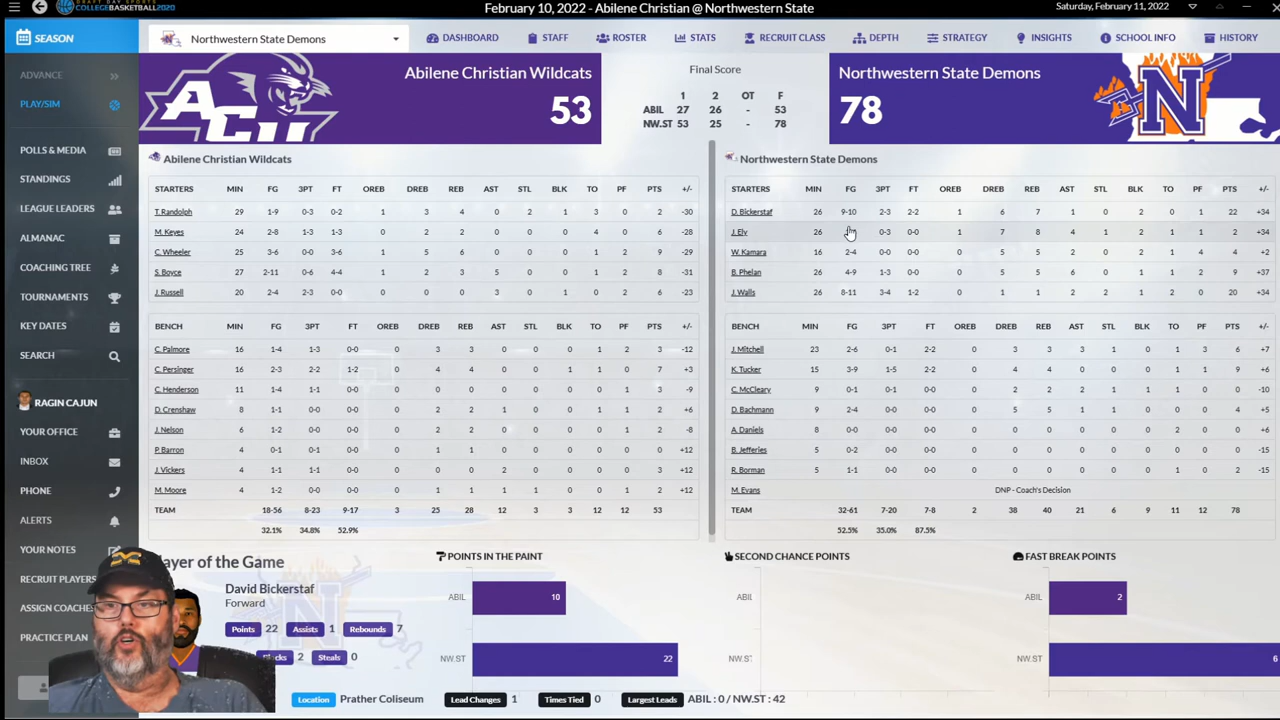 DRAFT DAY SPORTS
COLLEGE BASKETBALL 2020
February 10, 2022 - Abilene Christian @ Northwestern State
Saturday, February 11, 2022
SEASON
Northwestern State Demons
DASHBOARD STAFF ROSTER STATS RECRUIT CLASS DEPTH STRATEGY INSIGHTS SCHOOL INFO HISTORY
ADVANCE
PLAY/SIM
POLLS & MEDIA
STANDINGS
LEAGUE LEADERS
ALMANAC
COACHING TREE
TOURNAMENTS
KEY DATES
SEARCH
RAGIN CAJUN
YOUR OFFICE
INBOX
PHONE
ALERTS
YOUR NOTES
RECRUIT PLAYERS
ASSIGN COACHES
PRACTICE PLAN
ACU
Abilene Christian Wildcats
53
Final Score
1 2 OT F
ABIL 27 26 - 53
NW.ST 53 25 - 78
Northwestern State Demons
78
N
Abilene Christian Wildcats
STARTERS MIN FG 3PT FT OREB DREB REB AST STL BLK TO PF PTS +/-
T.Randolph 29 1-9 0-3 0-2 1 3 4 0 2 1 3 0 2 -30
M. Keyes 24 2-8 1-3 1-3 0 2 2 0 0 0 4 0 6 -28
C. Wheeler 25 3-6 0-0 3-6 1 5 6 0 0 0 1 2 9 -29
S. Boyce 27 2-11 0-6 4-4 1 2 3 5 0 0 1 2 8 -31
J. Russell 20 2-4 2-3 0-0 0 0 0 3 1 0 0 2 6 -23
BENCH MIN FG 3PT FT OREB DREB REB AST STL BLK TO PF PTS +/-
C. Palmore 16 1-4 1-3 0-0 0 3 3 0 0 0 1 2 3 -12
C. Persinger 16 2-3 2-2 1-2 0 4 4 0 0 1 1 0 7 +3
C. Henderson 11 1-4 1-1 0-0 0 0 0 0 0 0 0 0 3 -9
D. Crenshaw 8 1-1 0-0 0-0 0 2 2 1 0 0 1 1 2 +6
J. Nelson 6 1-2 0-0 0-0 0 2 2 0 0 0 0 1 2 -8
P. Barron 4 0-1 0-1 0-0 0 1 1 0 0 0 0 0 0 +12
J. Vickers 4 1-1 1-1 0-0 0 0 0 2 0 0 0 0 3 +12
M. Moore 4 1-2 0-0 0-0 0 1 1 1 1 0 0 1 2 +12
TEAM 18-56 8-23 9-17 3 25 28 12 3 3 12 12 53
32.1% 34.8% 52.9%
Northwestern State Demons
STARTERS MIN FG 3PT FT OREB DREB REB AST STL BLK TO PF PTS +/-
D. Bickerstaf 26 9-10 2-3 2-2 1 6 7 1 0 2 0 1 22 +34
J. Ely 26 0-3 0-0 1 7 8 4 1 2 1 1 2 +34
W. Kamara 16 2-4 0-0 0-0 0 5 5 0 0 1 1 4 4 +2
B. Phelan 26 4-9 1-3 0-0 0 5 5 6 0 1 1 2 9 +37
J. Walls 26 8-11 3-4 1-2 0 1 1 2 2 1 2 0 20 +34
BENCH MIN FG 3PT FT OREB DREB REB AST STL BLK TO PF PTS +/-
J. Mitchell 23 2-6 0-1 2-2 0 3 3 3 1 0 1 3 6 +7
K. Tucker 15 3-9 1-5 2-2 0 4 4 0 0 0 1 1 9 +6
C. McCleary 9 0-1 0-1 0-0 0 2 2 2 1 1 1 0 0 -10
D. Bachmann 9 2-4 0-0 0-0 0 5 5 1 1 1 0 0 4 +5
A. Daniels 8 0-0 0-0 0-0 0 0 0 0 0 0 2 0 0 +6
B. Jefferies 5 0-2 0-0 0-0 0 0 0 0 0 0 0 0 0 -15
R. Borman 5 1-1 0-0 0-0 0 0 0 0 0 0 0 0 2 -15
M. Evans DNP - Coach's Decision
TEAM 32-61 7-20 7-8 2 38 40 21 6 9 11 12 78
52.5% 35.0% 87.5%
Player of the Game
David Bickerstaf
Forward
Points 22 Assists 1 Rebounds 7
Blocks 2 Steals 0
POINTS IN THE PAINT
ABIL 10
NW.ST 22
SECOND CHANCE POINTS
ABIL
NW.ST
FAST BREAK POINTS
ABIL 2
NW.ST 6
Location Prather Coliseum Lead Changes 1 Times Tied 0 Largest Leads ABIL : 0 / NW.ST : 42